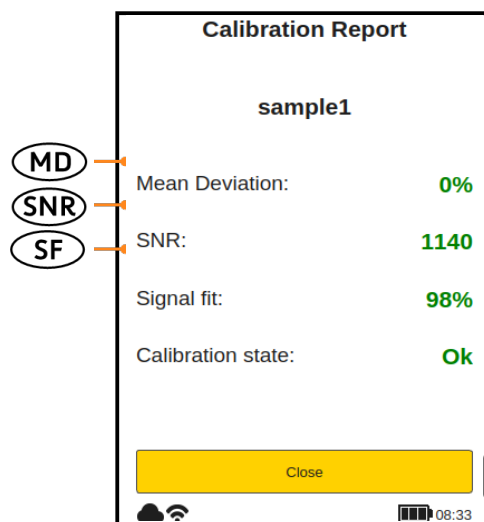 Calibration Report
sample1
MD
Mean Deviation: 0%
SNR
SNR: 1140
SF
Signal fit: 98%
Calibration state: Ok
Close
08:33